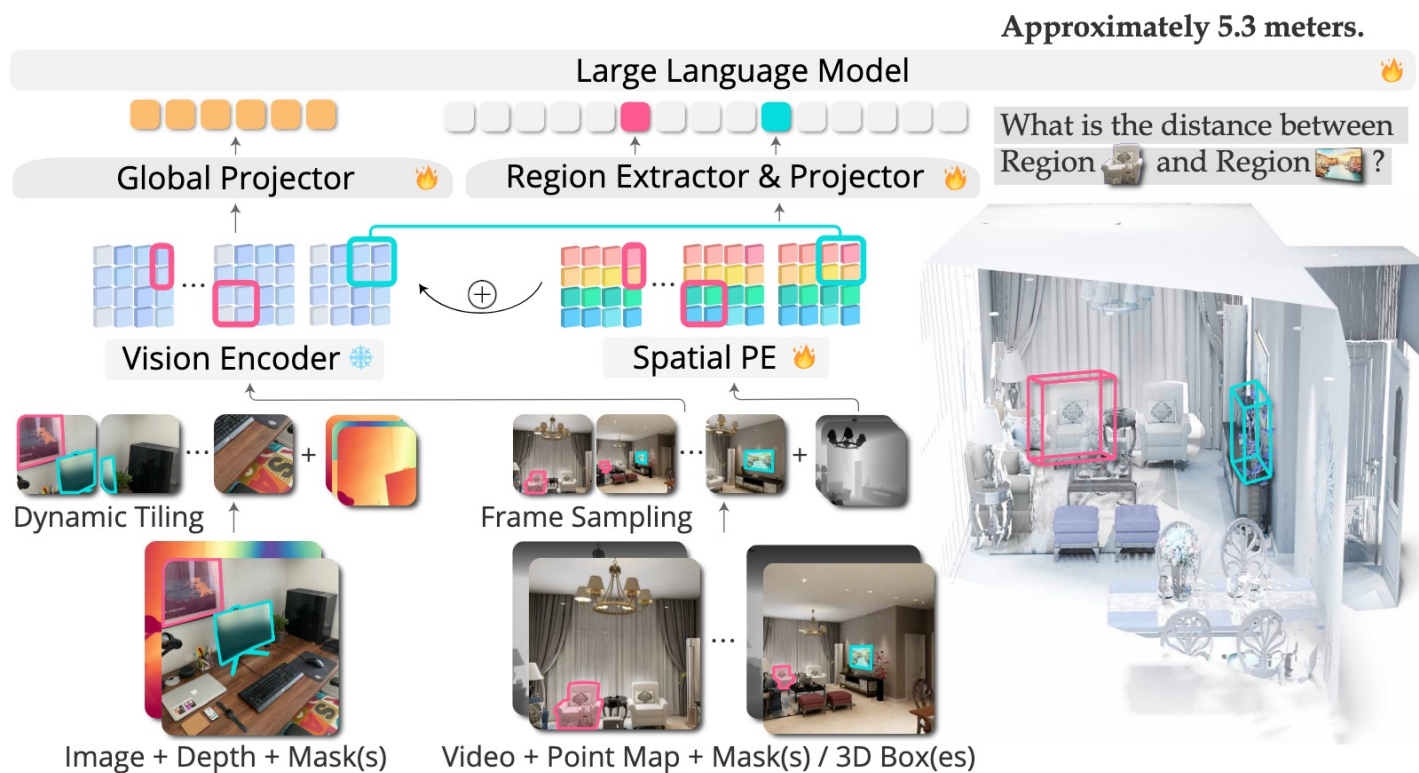 Approximately 5.3 meters.
Large Language Model
What is the distance between
Region and Region ?
Global Projector
Region Extractor & Projector
... ...
+
Vision Encoder
Spatial PE
... +
... +
Dynamic Tiling
Frame Sampling
...
Image + Depth + Mask(s)
Video + Point Map + Mask(s) / 3D Box(es)